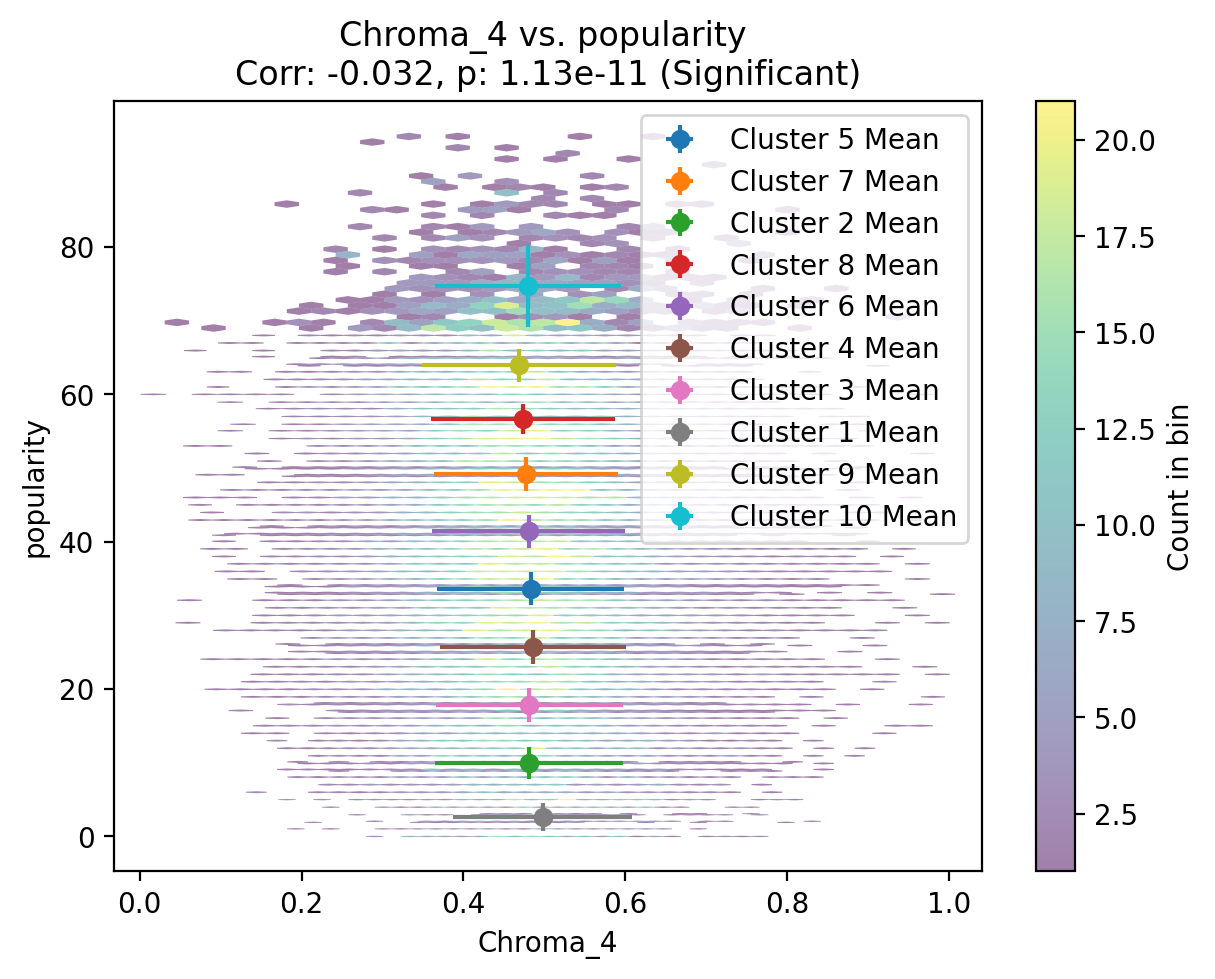 Chroma_4 vs. popularity
Corr: -0.032, p: 1.13e-11 (Significant)
popularity
80
60
40
20
0
Cluster 5 Mean
Cluster 7 Mean
Cluster 2 Mean
Cluster 8 Mean
Cluster 6 Mean
Cluster 4 Mean
Cluster 3 Mean
Cluster 1 Mean
Cluster 9 Mean
Cluster 10 Mean
0.0 0.2 0.4 0.6 0.8 1.0
Chroma_4
20.0
17.5
15.0
12.5
10.0
7.5
5.0
2.5
Count in bin